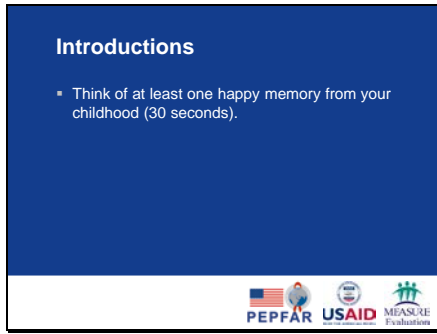 Introductions
▪ Think of at least one happy memory from your
childhood (30 seconds).
PEPFAR
USAID
MEASURE
Evaluation